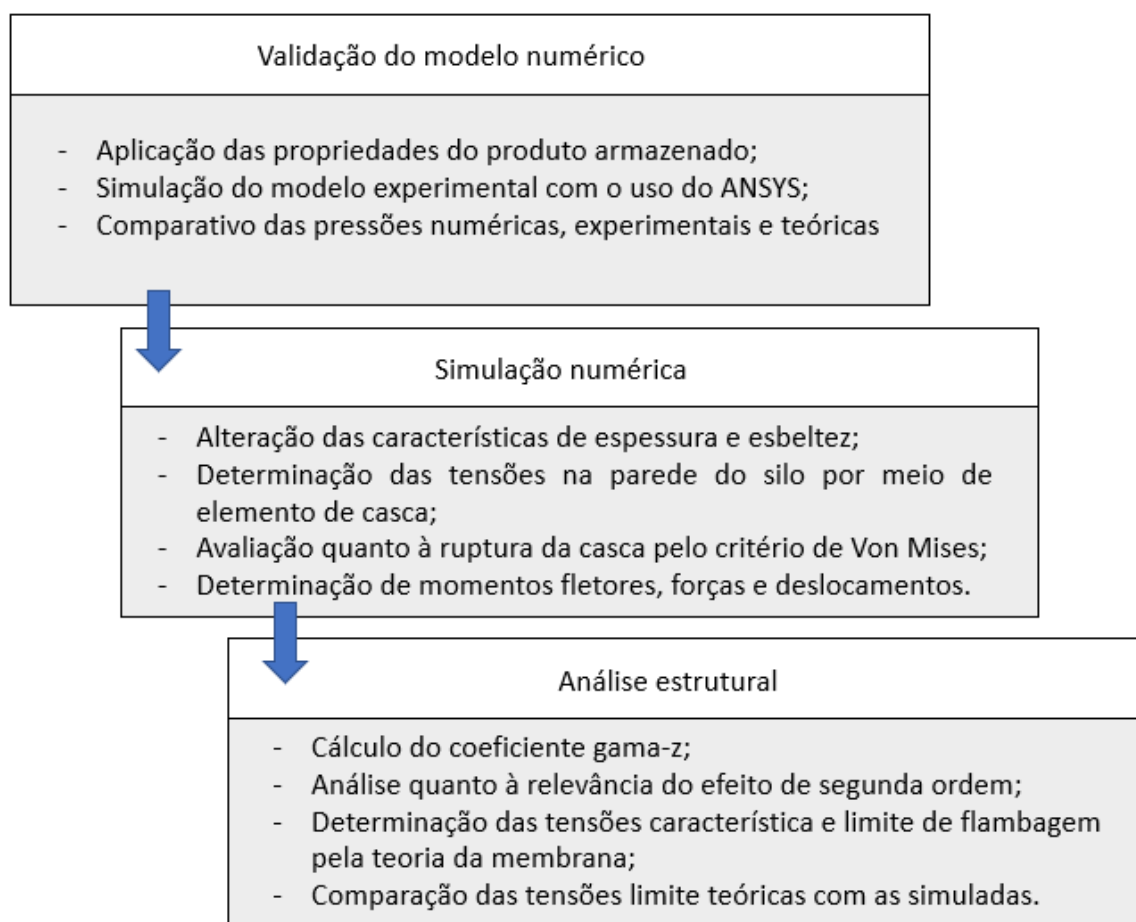 Validação do modelo numérico
- Aplicação das propriedades do produto armazenado;
- Simulação do modelo experimental com o uso do ANSYS;
- Comparativo das pressões numéricas, experimentais e teóricas
Simulação numérica
- Alteração das características de espessura e esbeltez;
- Determinação das tensões na parede do silo por meio de
elemento de casca;
- Avaliação quanto à ruptura da casca pelo critério de Von Mises;
- Determinação de momentos fletores, forças e deslocamentos.
Análise estrutural
- Cálculo do coeficiente gama-z;
- Análise quanto à relevância do efeito de segunda ordem;
- Determinação das tensões característica e limite de flambagem
pela teoria da membrana;
- Comparação das tensões limite teóricas com as simuladas.